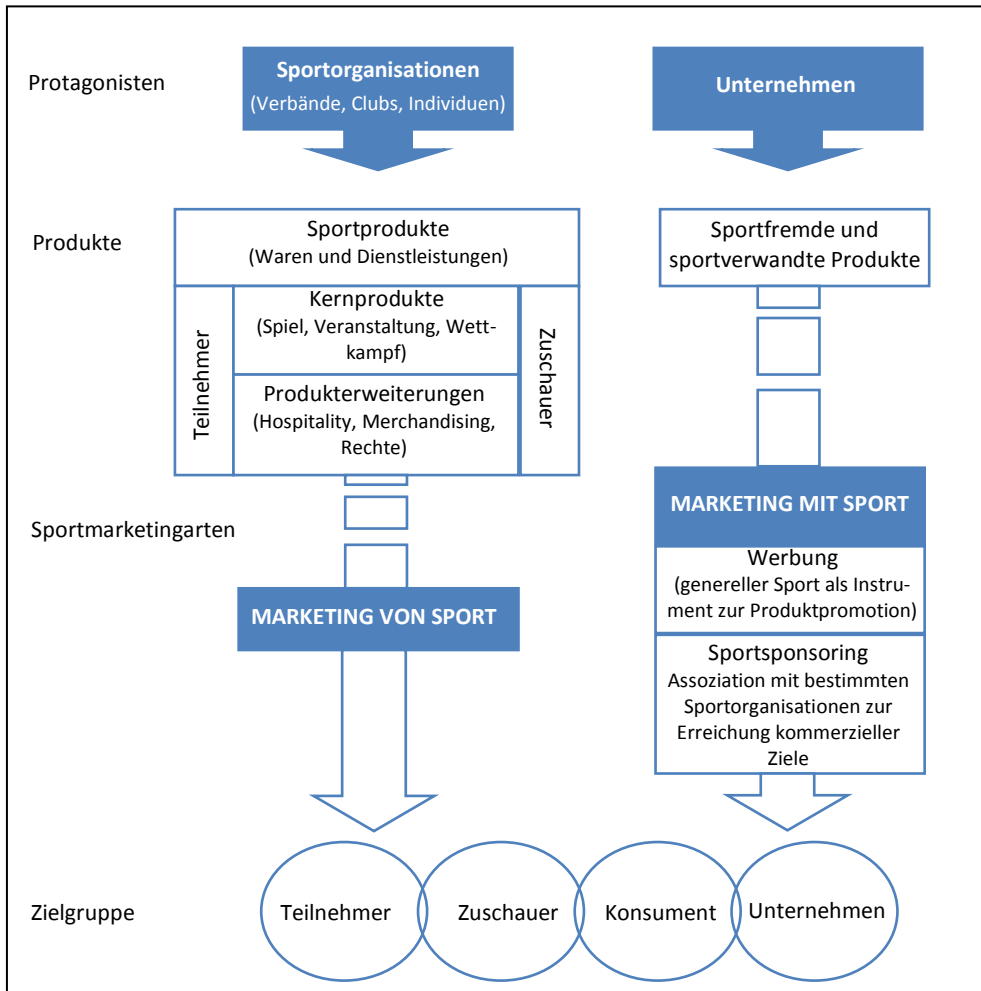 Protagonisten
Sportorganisationen
(Verbände, Clubs, Individuen)
Unternehmen
Produkte
Sportprodukte
(Waren und Dienstleistungen)
Teilnehmer
Kernprodukte
(Spiel, Veranstaltung, Wett-
kampf)
Produkterweiterungen
(Hospitality, Merchandising,
Rechte)
Zuschauer
Sportfremde und
sportverwandte Produkte
Sportmarketingarten
MARKETING VON SPORT
MARKETING MIT SPORT
Werbung
(genereller Sport als Instru-
ment zur Produktpromotion)
Sportsponsoring
Assoziation mit bestimmten
Sportorganisationen zur
Erreichung kommerzieller
Ziele
Zielgruppe
Teilnehmer
Zuschauer
Konsument
Unternehmen